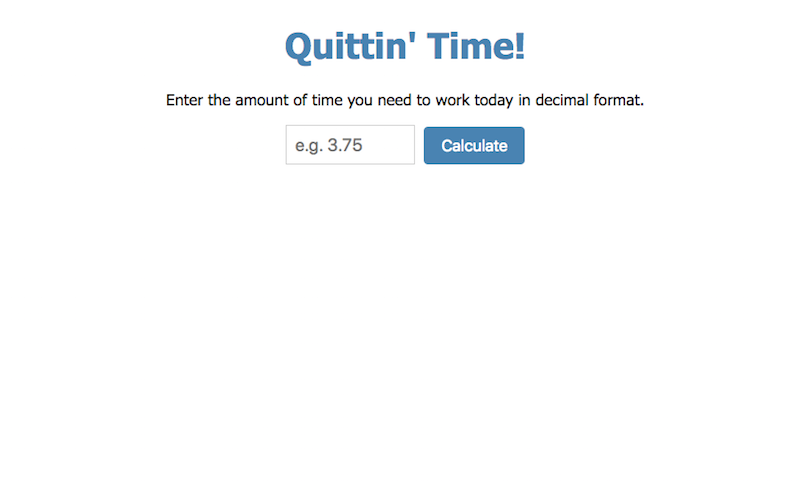 Quittin' Time!
Enter the amount of time you need to work today in decimal format.
e.g. 3.75 Calculate